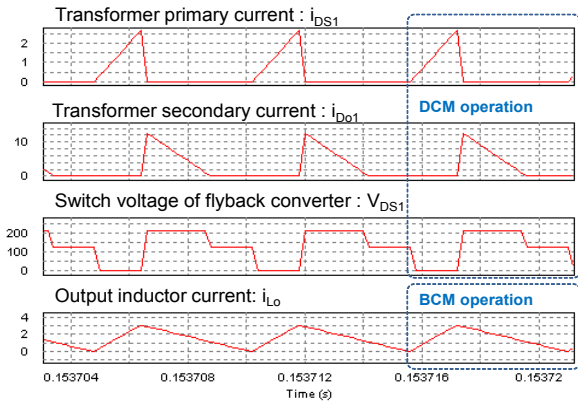 Transformer primary current : iDS1
2
1
0
DCM operation
Transformer secondary current : iDo1
10
0
Switch voltage of flyback converter : VDS1
200
100
0
Output inductor current: iLo
BCM operation
4
2
0
0.153704 0.153708 0.153712 0.153716 0.15372
Time (s)